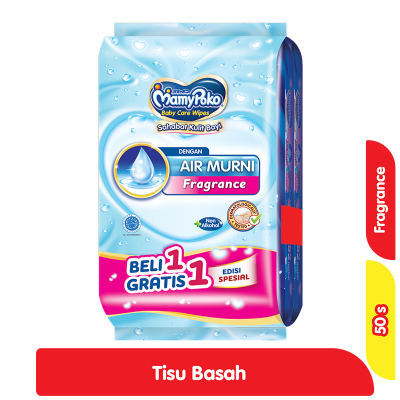 MamyPoko
Baby Care Wipes
Sahabat Kulit Bayi
DENGAN
AIR MURNI
Fragrance
Non
Alkohol
BELI 1
GRATIS 1
EDISI
SPESIAL
Fragrance
50 s
Tisu Basah